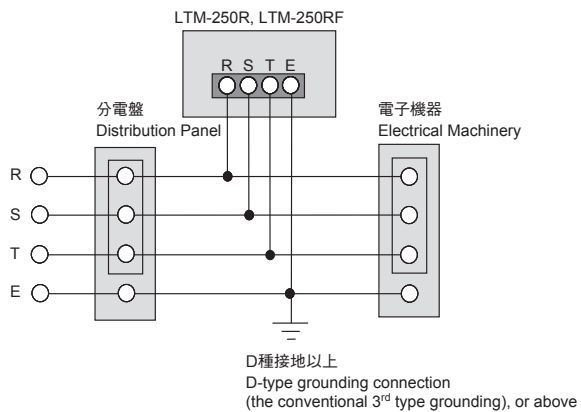 LTM-250R, LTM-250RF
R S T E
分電盤
Distribution Panel
電子機器
Electrical Machinery
R
S
T
E
D種接地以上
D-type grounding connection
(the conventional 3rd type grounding), or above